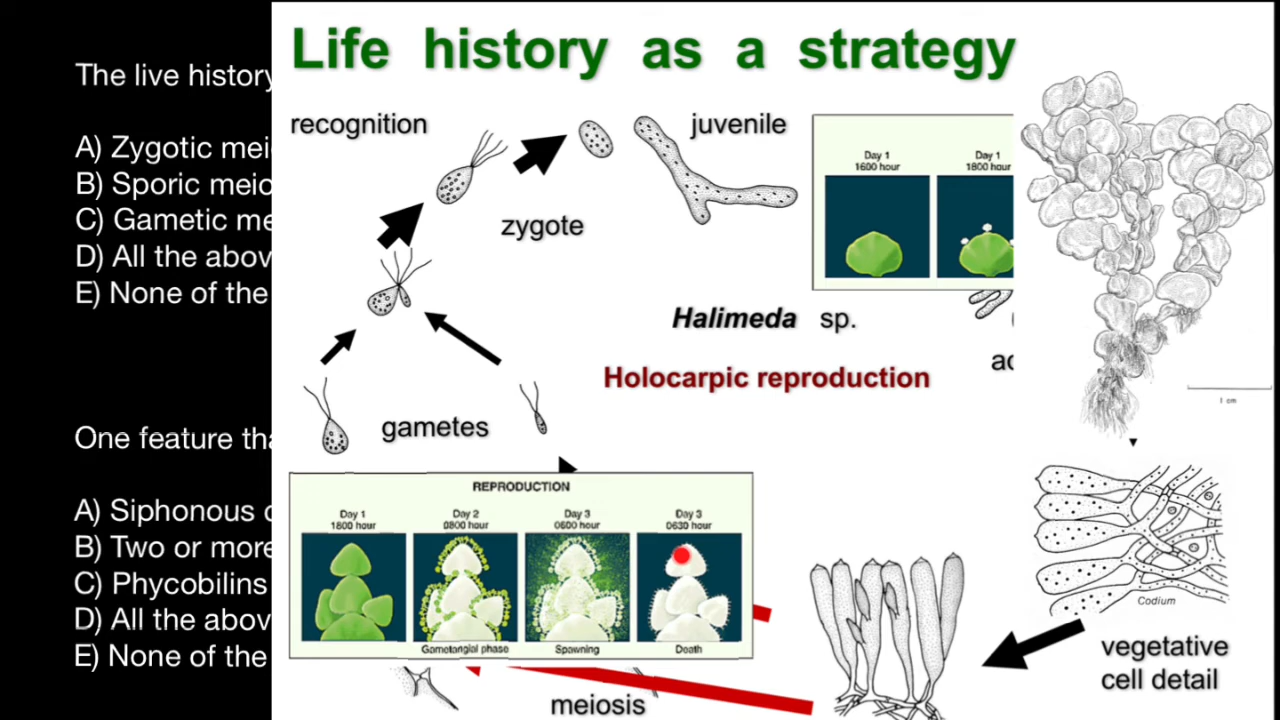 Life history as a strategy
The live history
A) Zygotic mei
B) Sporic meio
C) Gametic me
D) All the abov
E) None of the
One feature tha
A) Siphonous
B) Two or more
C) Phycobilins
D) All the abov
E) None of the
recognition
juvenile
zygote
Day 1
1600 hour
Day 1
1800 hour
Halimeda sp.
Holocarpic reproduction
gametes
1 cm
REPRODUCTION
Day 1
1800 hour
Day 2
0800 hour
Day 3
0600 hour
Day 3
0630 hour
Gametangial phase
Spawning
Death
Codium
vegetative
cell detail
meiosis